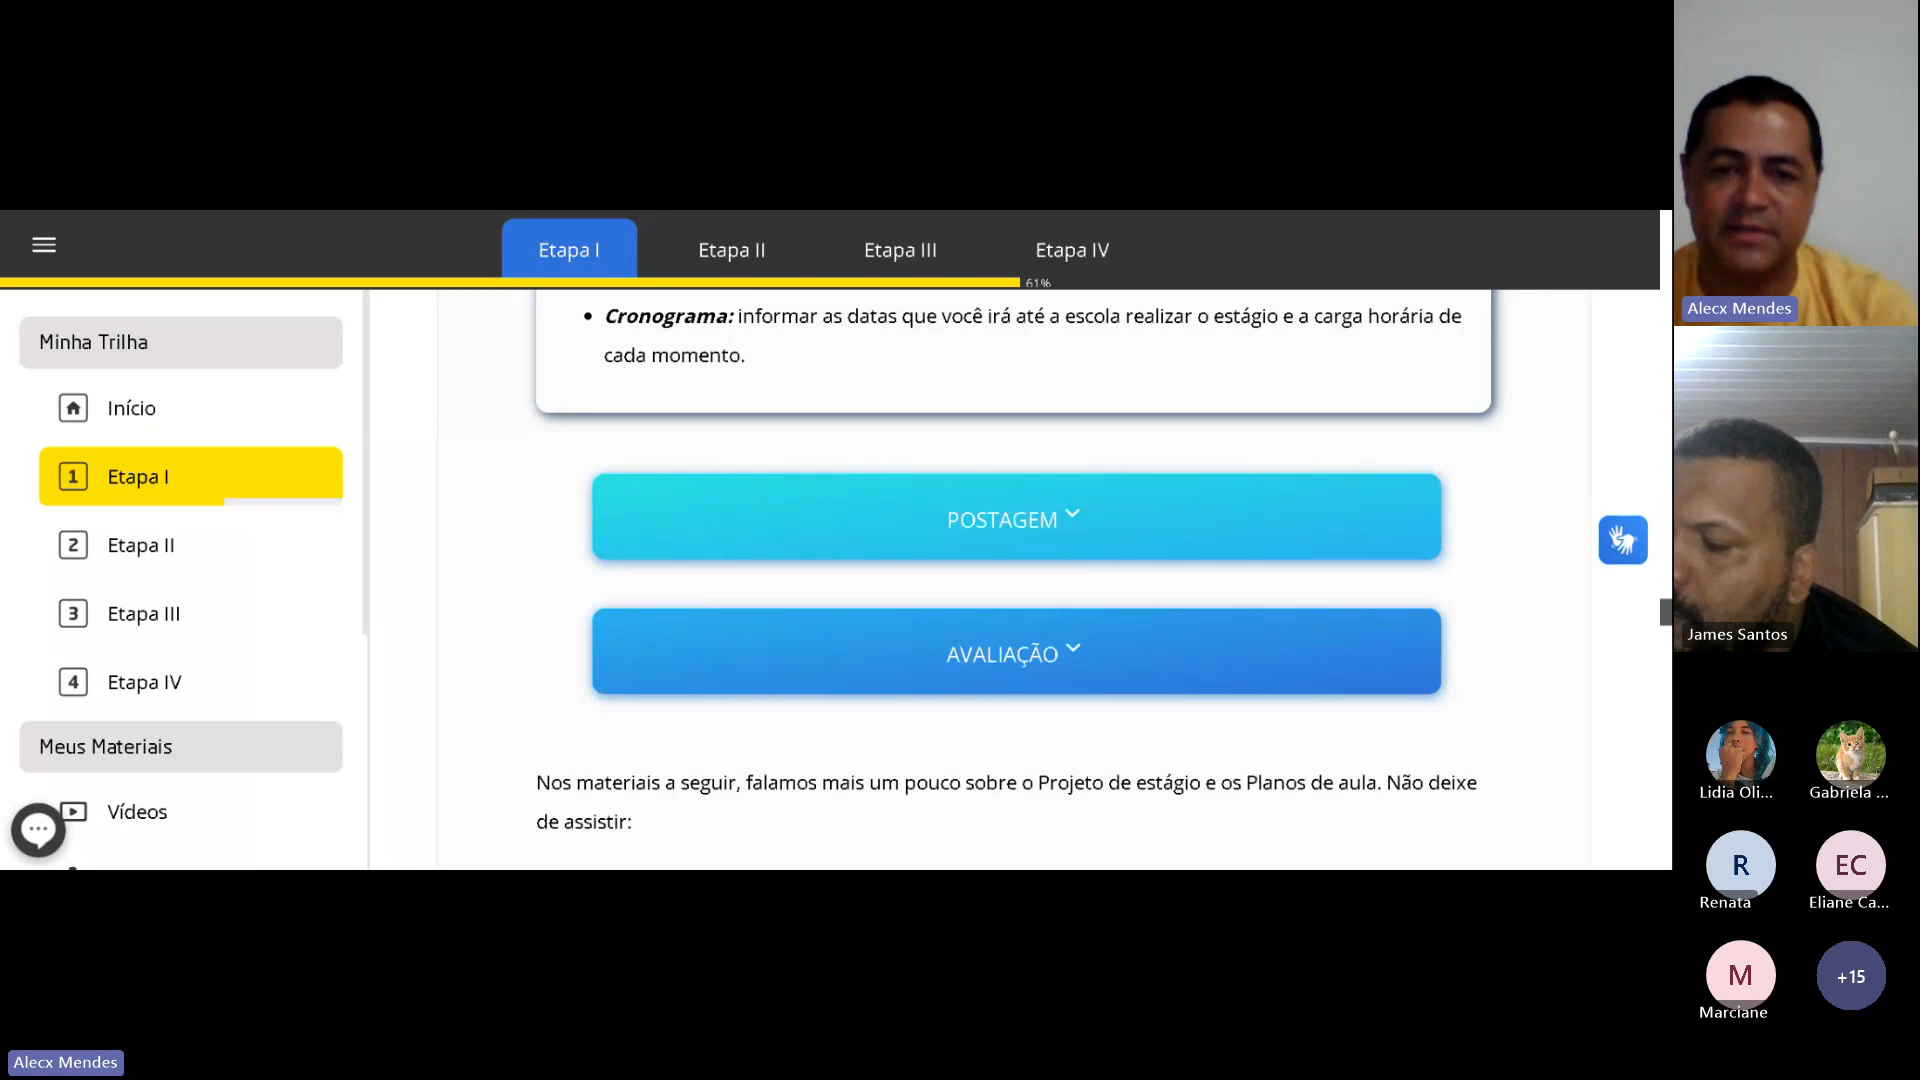 Etapa I
Etapa II
Etapa III
Etapa IV
61%
Minha Trilha
Início
1 Etapa I
2 Etapa II
3 Etapa III
4 Etapa IV
Meus Materiais
Vídeos
• Cronograma: informar as datas que você irá até a escola realizar o estágio e a carga horária de
cada momento.
POSTAGEM
AVALIAÇÃO
Nos materiais a seguir, falamos mais um pouco sobre o Projeto de estágio e os Planos de aula. Não deixe
de assistir:
Alecx Mendes
James Santos
Lidia Oli...
Gabriela ...
R
Renata
EC
Eliane Ca...
M
Marciane
+15
Alecx Mendes